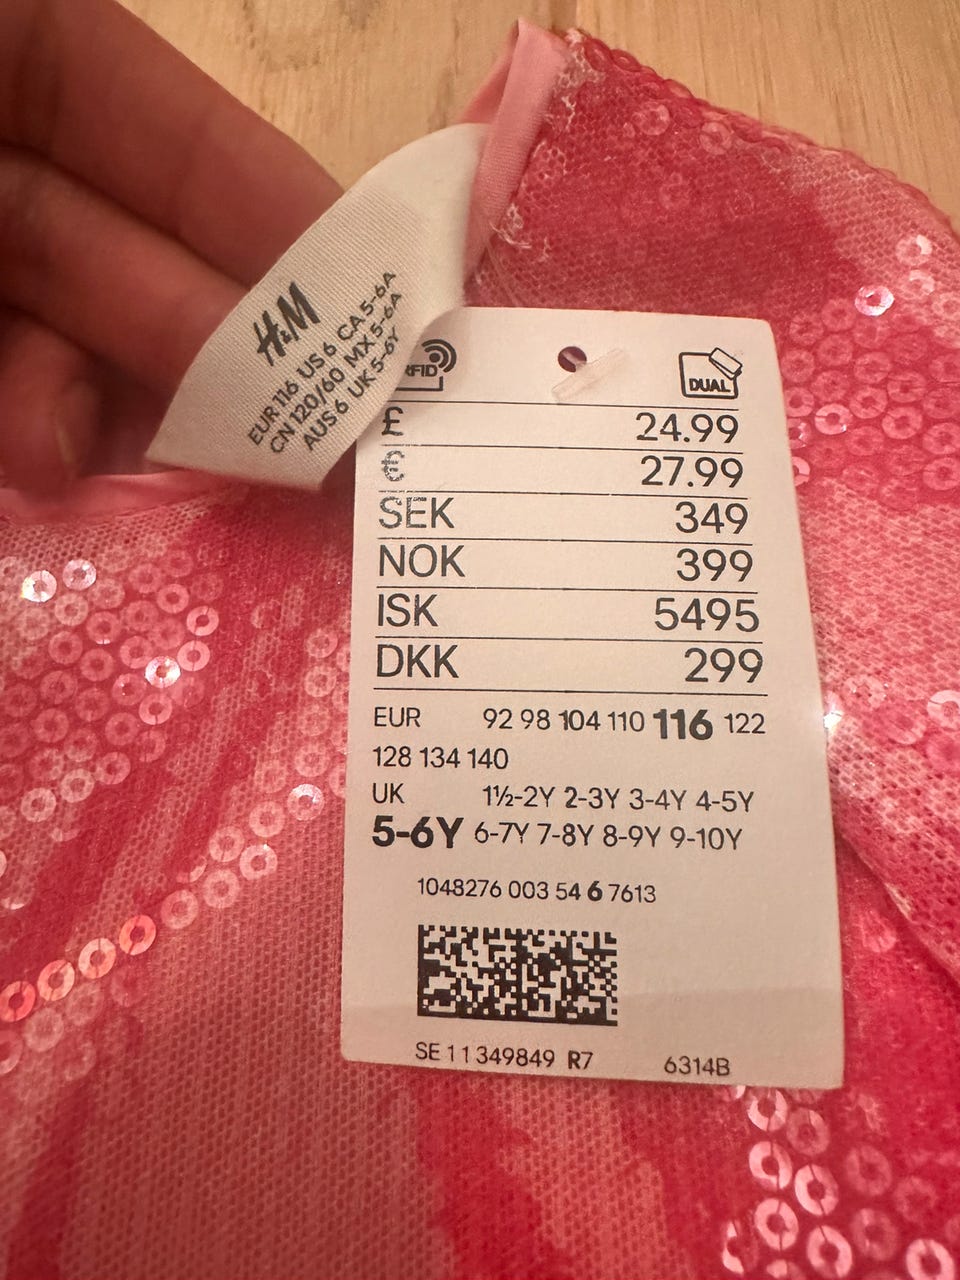 H&M
EUR 116 US 6 CA 5-6A
CN 120/60 MX 5-6A
AUS 6 UK 5-6Y
RFID
DUAL
£ 24.99
€ 27.99
SEK 349
NOK 399
ISK 5495
DKK 299
EUR 92 98 104 110 116 122
128 134 140
UK 1½-2Y 2-3Y 3-4Y 4-5Y
5-6Y 6-7Y 7-8Y 8-9Y 9-10Y
1048276 003 54 6 7613
SE 11 349849 R7 6314B